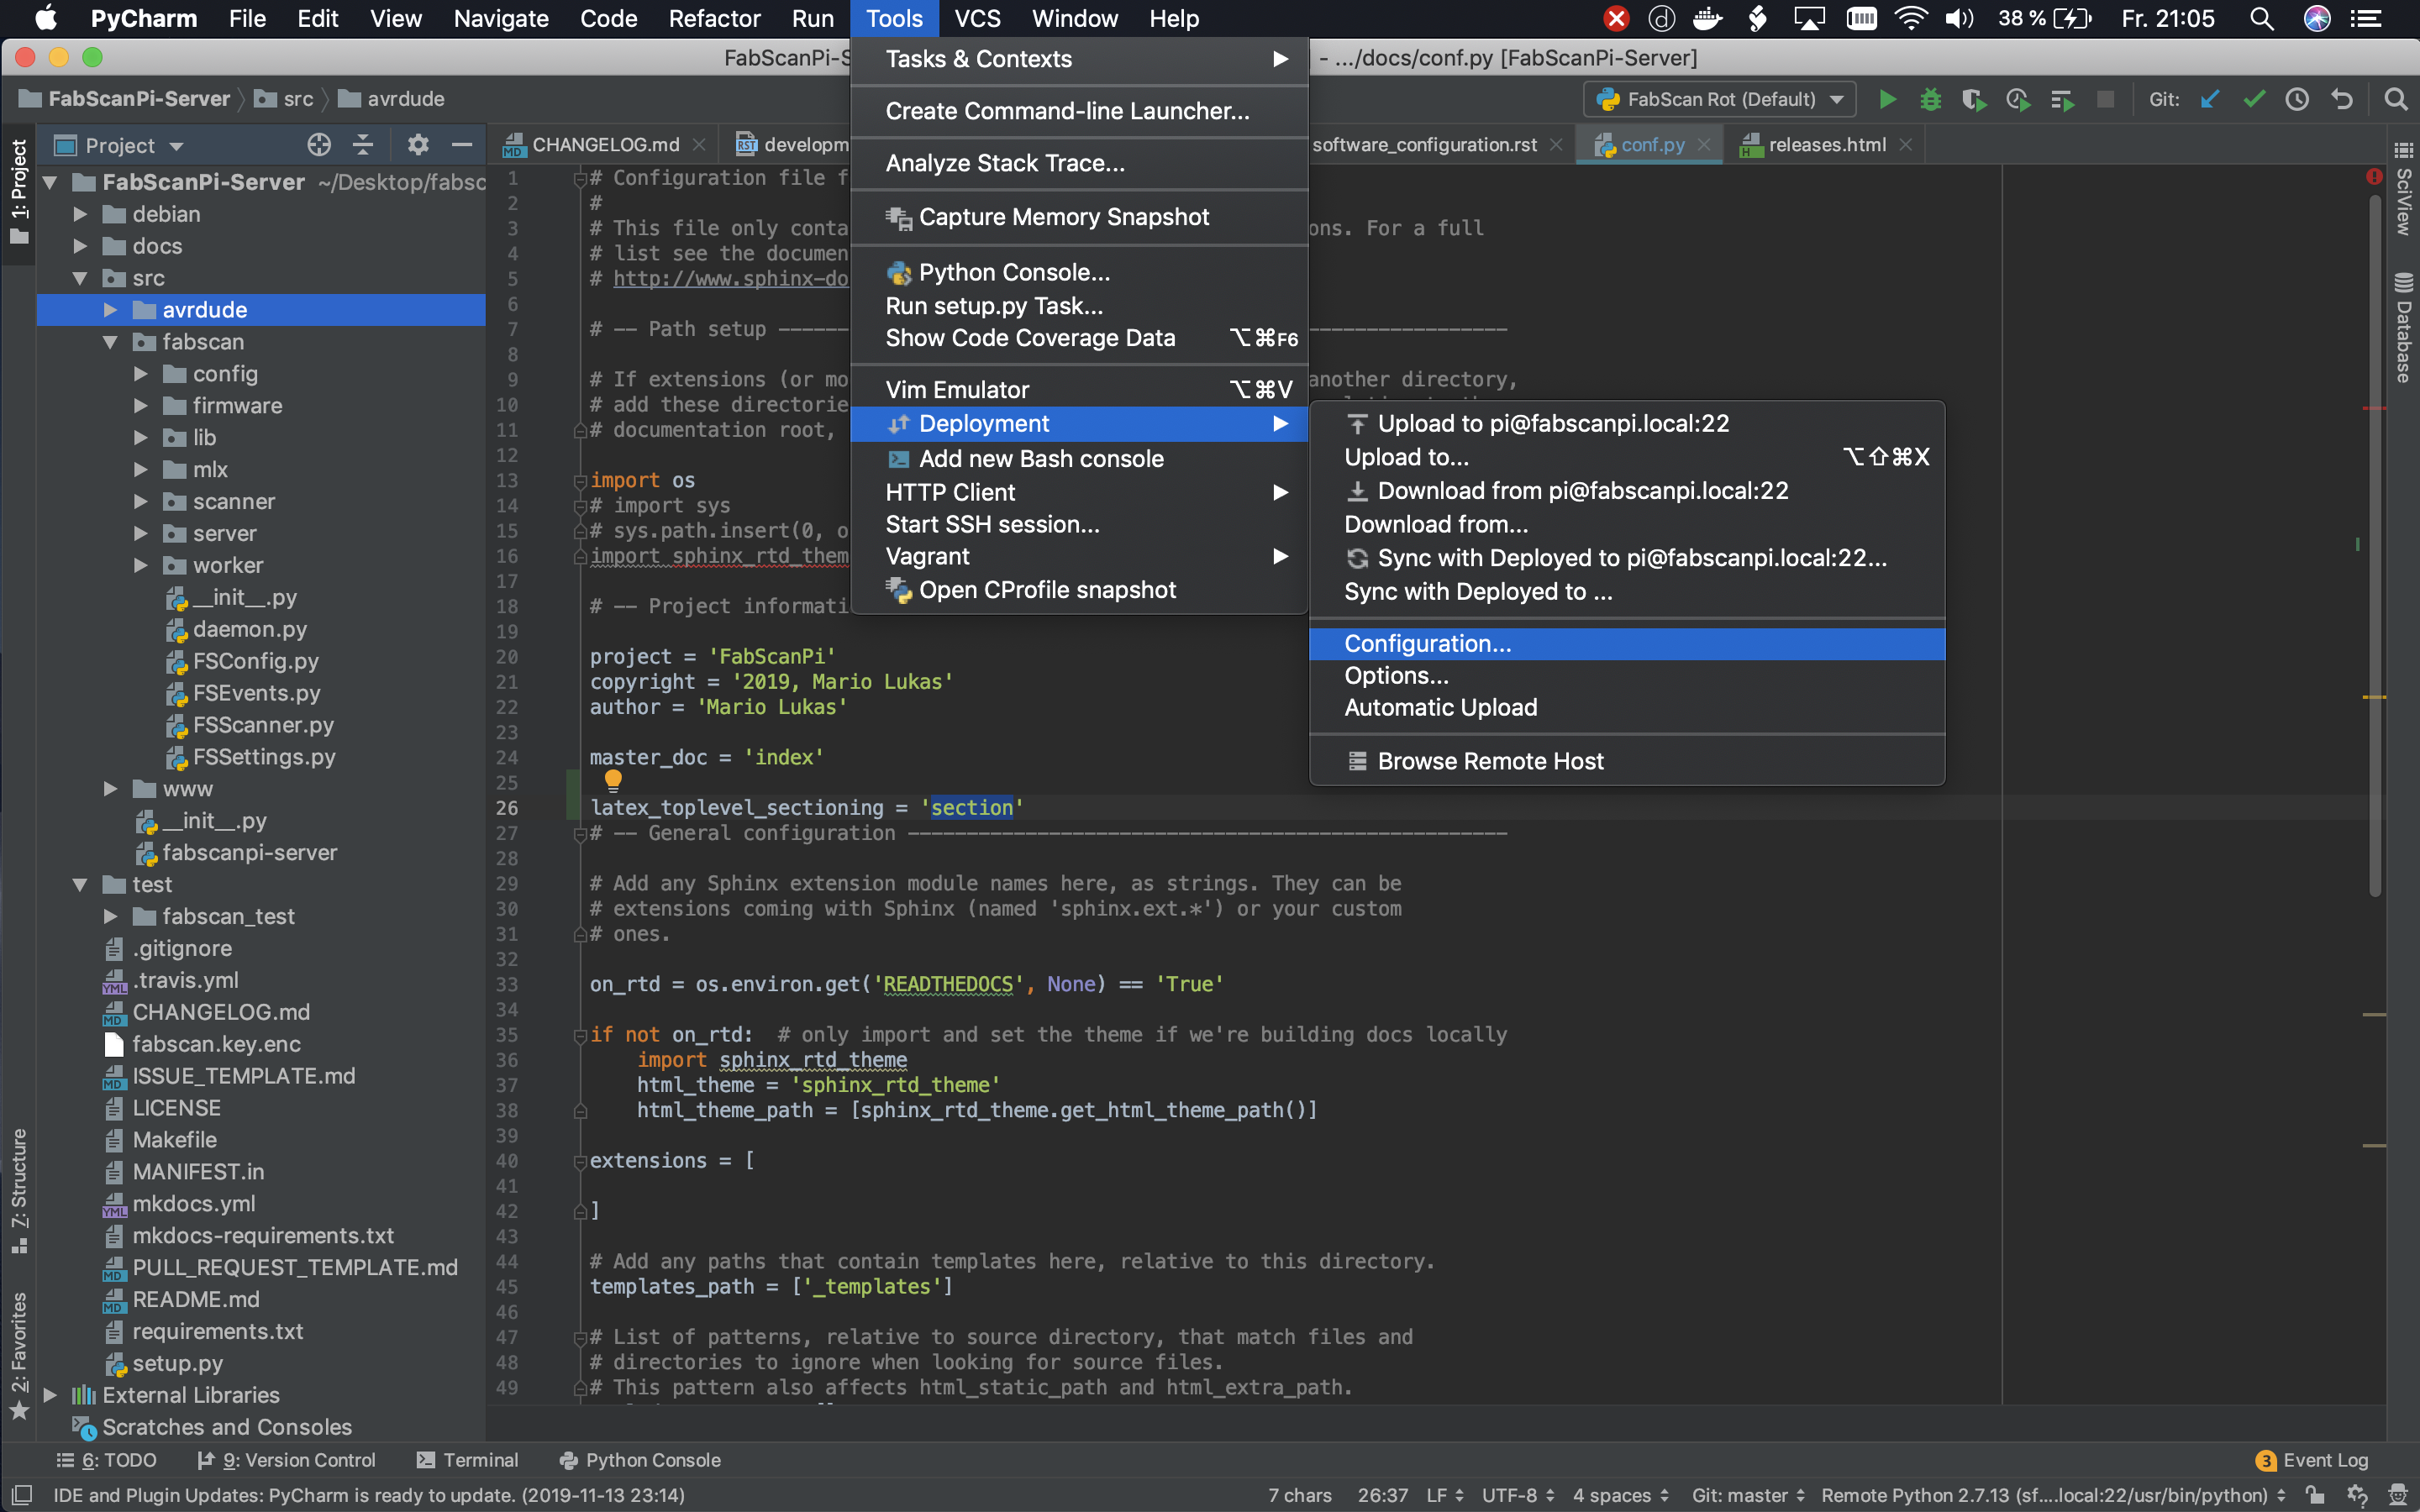 PyCharm File Edit View Navigate Code Refactor Run Tools VCS Window Help 38 % Fr. 21:05
FabScanPi-S - .../docs/conf.py [FabScanPi-Server]
FabScanPi-Server src avrdude FabScan Rot (Default) Git:
Project
CHANGELOG.md developm software_configuration.rst conf.py releases.html
1: Project
7: Structure
2: Favorites
SciView
Database
FabScanPi-Server ~/Desktop/fabsc
debian
docs
src
avrdude
fabscan
config
firmware
lib
mlx
scanner
server
worker
__init__.py
daemon.py
FSConfig.py
FSEvents.py
FSScanner.py
FSSettings.py
www
__init__.py
fabscanpi-server
test
fabscan_test
.gitignore
.travis.yml
CHANGELOG.md
fabscan.key.enc
ISSUE_TEMPLATE.md
LICENSE
Makefile
MANIFEST.in
mkdocs.yml
mkdocs-requirements.txt
PULL_REQUEST_TEMPLATE.md
README.md
requirements.txt
setup.py
External Libraries
Scratches and Consoles
Tasks & Contexts
Create Command-line Launcher...
Analyze Stack Trace...
Capture Memory Snapshot
Python Console...
Run setup.py Task...
Show Code Coverage Data ⌥⌘F6
Vim Emulator ⌥⌘V
Deployment
Add new Bash console
HTTP Client
Start SSH session...
Vagrant
Open CProfile snapshot
Upload to pi@fabscanpi.local:22
Upload to... ⌥⇧⌘X
Download from pi@fabscanpi.local:22
Download from...
Sync with Deployed to pi@fabscanpi.local:22...
Sync with Deployed to ...
Configuration...
Options...
Automatic Upload
Browse Remote Host
1 # Configuration file f
2 #
3 # This file only conta ons. For a full
4 # list see the documen
5 # http://www.sphinx-do
6
7 # -- Path setup --------------------------------------------------------------
8
9 # If extensions (or mo another directory,
10 # add these directorie
11 # documentation root,
12
13 import os
14 # import sys
15 # sys.path.insert(0, o
16 import sphinx_rtd_them
17
18 # -- Project informati
19
20 project = 'FabScanPi'
21 copyright = '2019, Mario Lukas'
22 author = 'Mario Lukas'
23
24 master_doc = 'index'
25
26 latex_toplevel_sectioning = 'section'
27 # -- General configuration ---------------------------------------------------
28
29 # Add any Sphinx extension module names here, as strings. They can be
30 # extensions coming with Sphinx (named 'sphinx.ext.*') or your custom
31 # ones.
32
33 on_rtd = os.environ.get('READTHEDOCS', None) == 'True'
34
35 if not on_rtd:  # only import and set the theme if we're building docs locally
36     import sphinx_rtd_theme
37     html_theme = 'sphinx_rtd_theme'
38     html_theme_path = [sphinx_rtd_theme.get_html_theme_path()]
39
40 extensions = [
41
42 ]
43
44 # Add any paths that contain templates here, relative to this directory.
45 templates_path = ['_templates']
46
47 # List of patterns, relative to source directory, that match files and
48 # directories to ignore when looking for source files.
49 # This pattern also affects html_static_path and html_extra_path.
6: TODO 9: Version Control Terminal Python Console 3 Event Log
IDE and Plugin Updates: PyCharm is ready to update. (2019-11-13 23:14) 7 chars 26:37 LF UTF-8 4 spaces Git: master Remote Python 2.7.13 (sf....local:22/usr/bin/python)